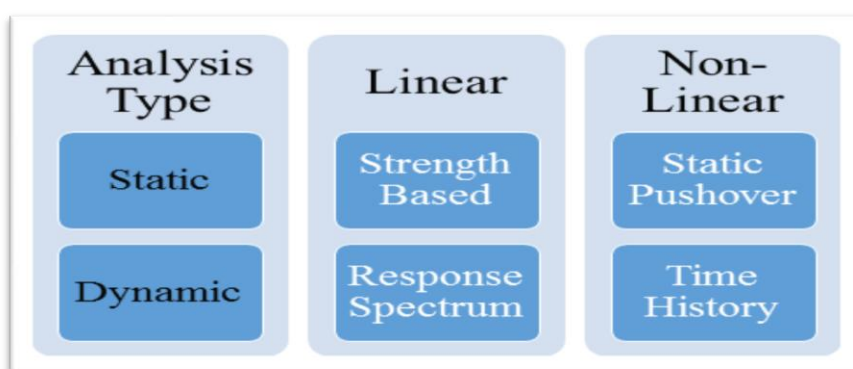 Analysis
Type
Linear
Non-
Linear
Static
Strength
Based
Static
Pushover
Dynamic
Response
Spectrum
Time
History